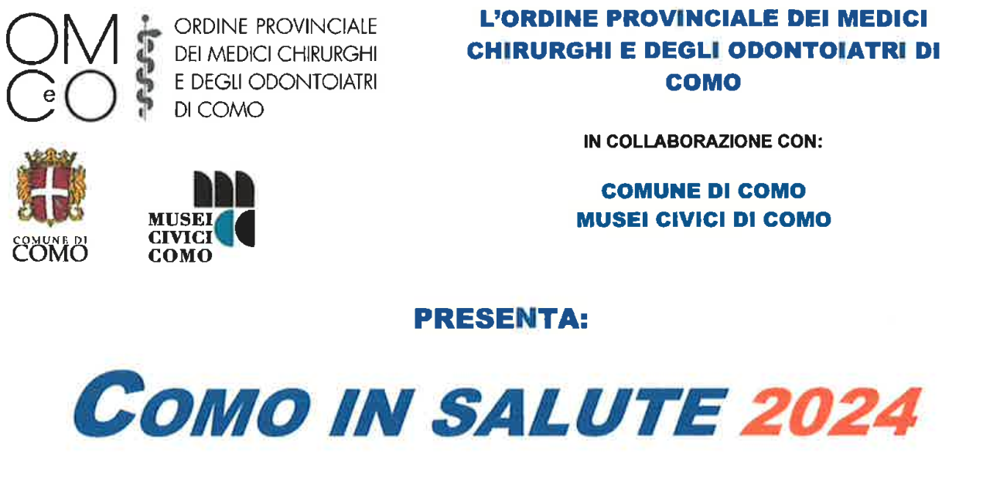 OM
CeO
ORDINE PROVINCIALE
DEI MEDICI CHIRURGHI
E DEGLI ODONTOIATRI
DI COMO
L'ORDINE PROVINCIALE DEI MEDICI
CHIRURGHI E DEGLI ODONTOIATRI DI
COMO
IN COLLABORAZIONE CON:
COMUNE DI COMO
MUSEI CIVICI DI COMO
COMUNE DI
COMO
MUSEI
CIVICI
COMO
PRESENTA:
COMO IN SALUTE 2024